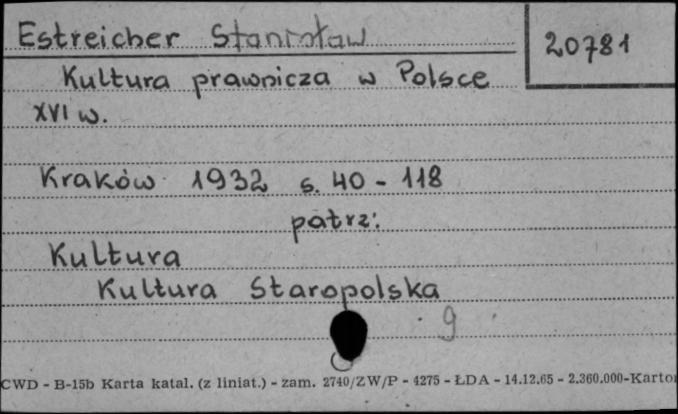 Estreicher Stanisław
20781
Kultura prawnicza w Polsce
XVI w.
Kraków 1932 s. 40 - 118
patrz:
Kultura
Kultura Staropolska
9
CWD - B-15b Karta katal. (z liniat.) - zam. 2740/ZW/P - 4275 - ŁDA - 14.12.65 - 2.360.000-Karto